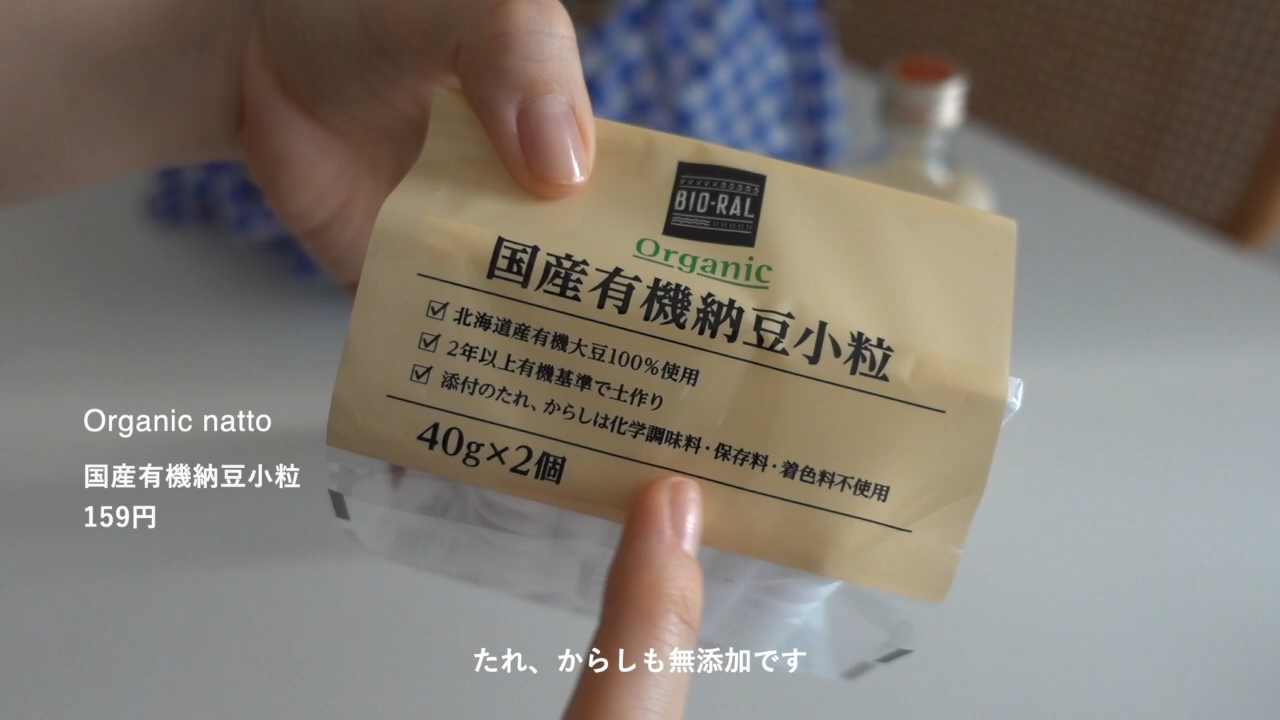 BIO-RAL
Organic
国産有機納豆小粒
北海道産有機大豆100%使用
2年以上有機基準で土作り
添付のたれ、からしは化学調味料・保存料・着色料不使用
40g×2個
Organic natto
国産有機納豆小粒
159円
たれ、からしも無添加です